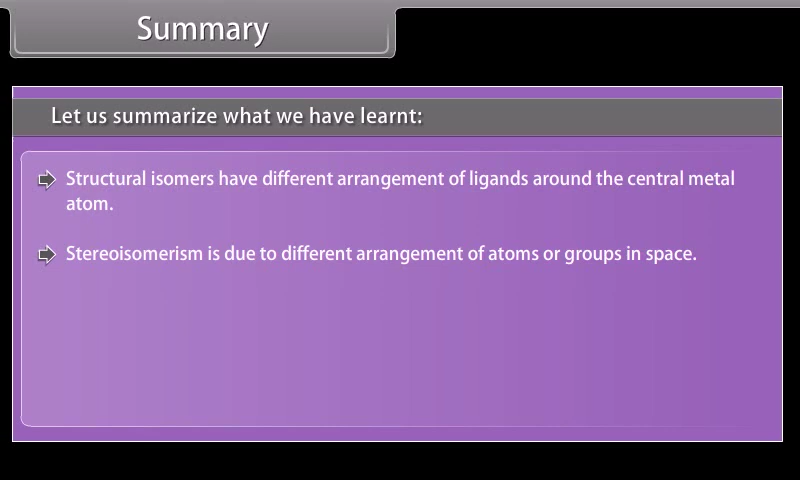 Summary
Let us summarize what we have learnt:
Structural isomers have different arrangement of ligands around the central metal
atom.
Stereoisomerism is due to different arrangement of atoms or groups in space.